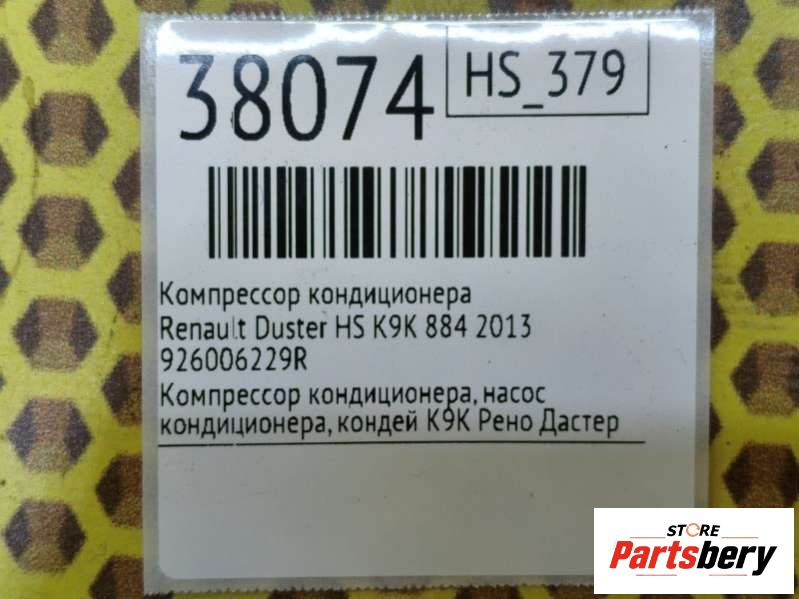 38074
HS_379
Компрессор кондиционера
Renault Duster HS K9K 884 2013
926006229R
Компрессор кондиционера, насос
кондиционера, кондей K9K Рено Дастер
STORE
Partsbery